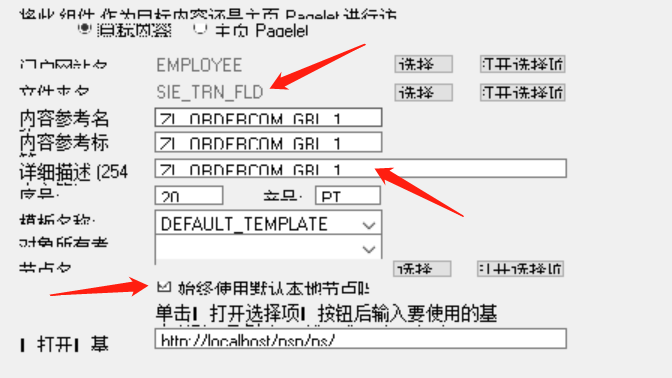 将此 组件 作为目标内容还是主页 Pagelet 进行访
目标内容 主页 Pagelet
门户网站名 EMPLOYEE 选择 打开选择项
文件夹名 SIE_TRN_FLD 选择 打开选择项
内容参考名 ZI_ORDERCOM_GBL_1
内容参考标 ZI_ORDERCOM_GBL_1
详细描述 (254 ZI_ORDERCOM_GBL_1
序号: 20 产品: PT
模板名称: DEFAULT_TEMPLATE
对象所有者
节点名 选择 打开选择项
始终使用默认本地节点
单击 打开选择项 按钮后输入要使用的基
打开 基 http://localhost/psp/ps/